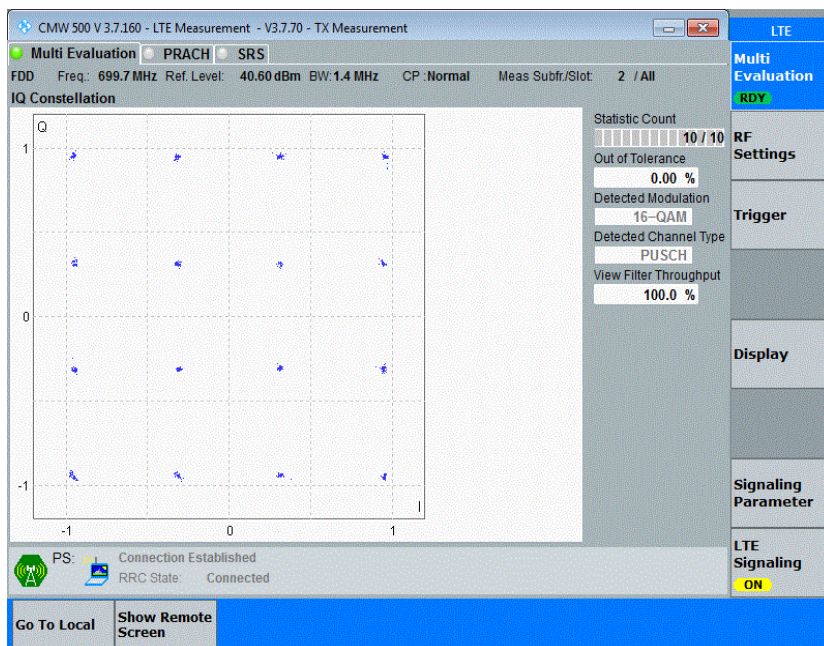 CMW 500 V 3.7.160 - LTE Measurement - V3.7.70 - TX Measurement
LTE
Multi Evaluation PRACH SRS
FDD Freq.: 699.7 MHz Ref. Level: 40.60 dBm BW: 1.4 MHz CP : Normal Meas Subfr./Slot: 2 / All
IQ Constellation
Q
1
0
-1
I
-1 0 1
Statistic Count
10 / 10
Out of Tolerance
0.00 %
Detected Modulation
16-QAM
Detected Channel Type
PUSCH
View Filter Throughput
100.0 %
Multi
Evaluation
RDY
RF
Settings
Trigger
Display
Signaling
Parameter
LTE
Signaling
ON
PS: Connection Established
RRC State: Connected
Go To Local
Show Remote
Screen